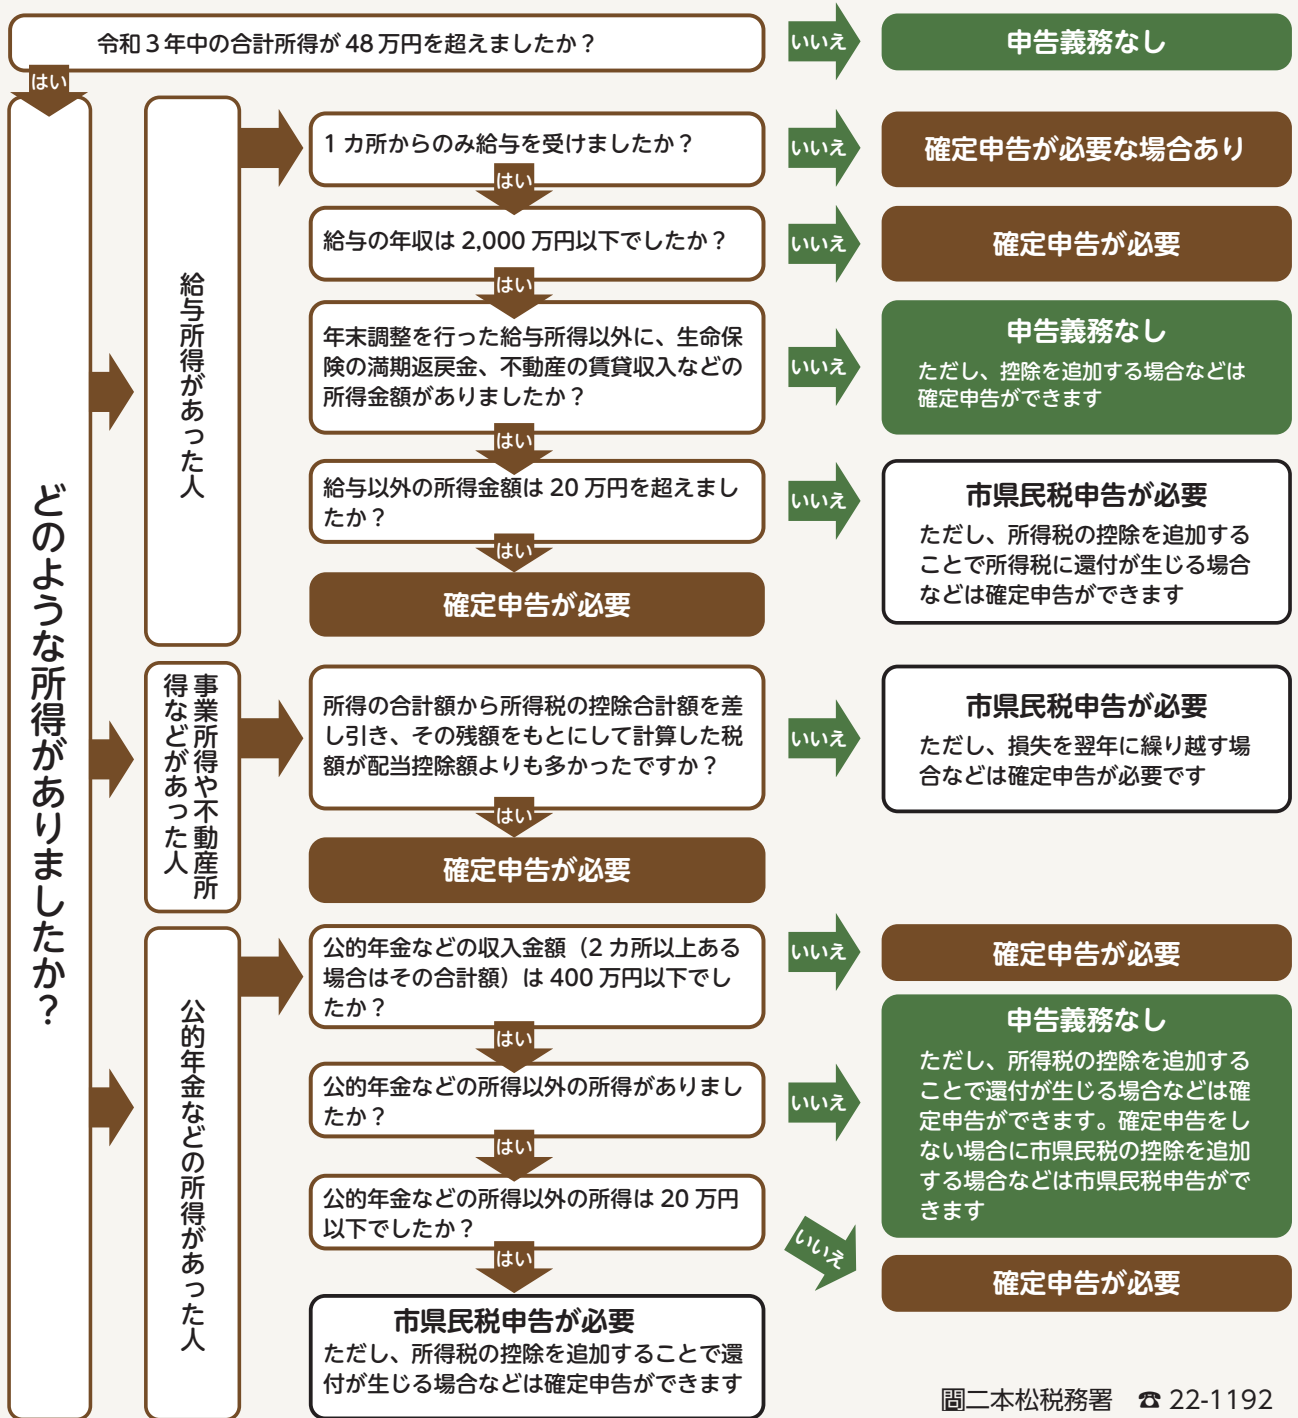 令和3年中の合計所得が 48 万円を超えましたか？
いいえ
申告義務なし
はい
どのような所得がありましたか？
給与所得があった人
1 カ所からのみ給与を受けましたか？
いいえ
確定申告が必要な場合あり
はい
給与の年収は 2,000 万円以下でしたか？
いいえ
確定申告が必要
はい
年末調整を行った給与所得以外に、生命保
険の満期返戻金、不動産の賃貸収入などの
所得金額がありましたか？
いいえ
申告義務なし
ただし、控除を追加する場合などは
確定申告ができます
はい
給与以外の所得金額は 20 万円を超えまし
たか？
いいえ
市県民税申告が必要
ただし、所得税の控除を追加する
ことで所得税に還付が生じる場合
などは確定申告ができます
はい
確定申告が必要
事業所得や不動産所
得などがあった人
所得の合計額から所得税の控除合計額を差
し引き、その残額をもとにして計算した税
額が配当控除額よりも多かったですか？
いいえ
市県民税申告が必要
ただし、損失を翌年に繰り越す場
合などは確定申告が必要です
はい
確定申告が必要
公的年金などの所得があった人
公的年金などの収入金額（2 カ所以上ある
場合はその合計額）は 400 万円以下でし
たか？
いいえ
確定申告が必要
はい
公的年金などの所得以外の所得がありまし
たか？
いいえ
申告義務なし
ただし、所得税の控除を追加する
ことで還付が生じる場合などは確
定申告ができます。確定申告をし
ない場合に市県民税の控除を追加
する場合などは市県民税申告がで
きます
はい
公的年金などの所得以外の所得は 20 万円
以下でしたか？
いいえ
確定申告が必要
はい
市県民税申告が必要
ただし、所得税の控除を追加することで還
付が生じる場合などは確定申告ができます
問二本松税務署　☎ 22-1192